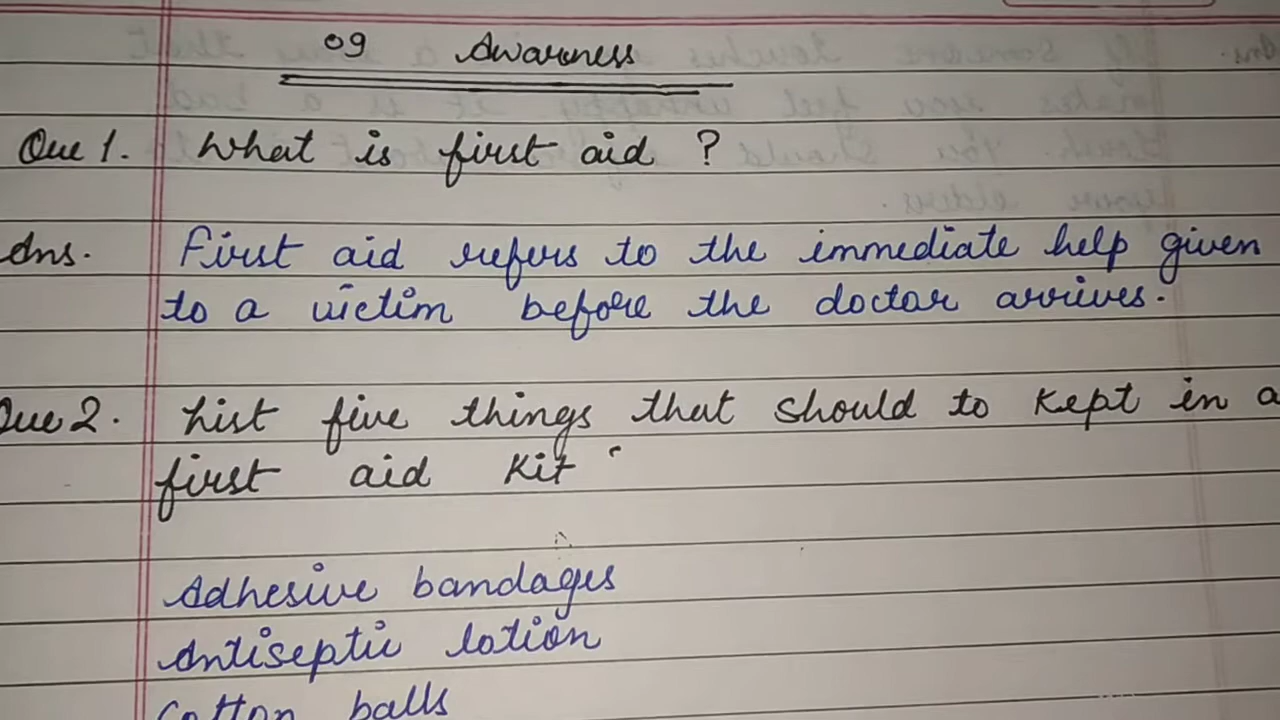 09 Awareness
Que 1. What is first aid ?
Ans. First aid refers to the immediate help given
to a victim before the doctor arrives.
Que 2. List five things that should to kept in a
first aid kit
Adhesive bandages
Antiseptic lotion
Cotton balls